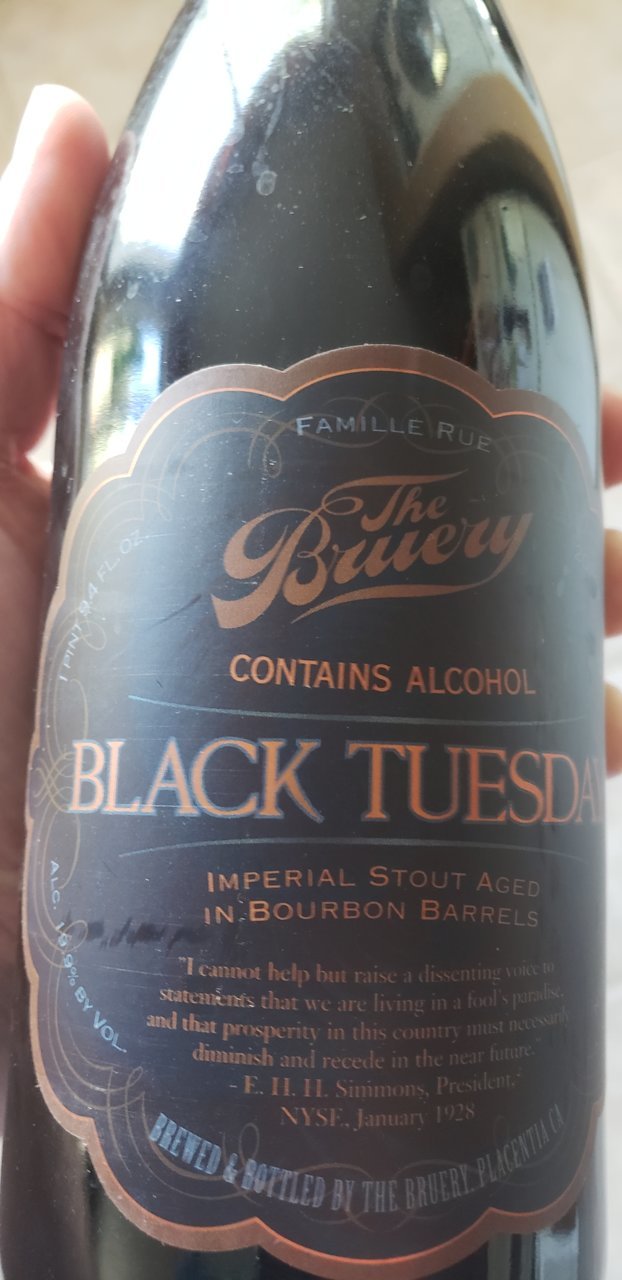 FAMILLE RUE
The
Bruery
1 PINT 9.4 FL. OZ.
CONTAINS ALCOHOL
BLACK TUESDAY
IMPERIAL STOUT AGED
IN BOURBON BARRELS
ALC. BY VOL.
"I cannot help but raise a dissenting voice to
statements that we are living in a fool's paradise,
and that prosperity in this country must necessarily
diminish and recede in the near future."
- E. H. H. Simmons, President,
NYSE, January 1928
BREWED & BOTTLED BY THE BRUERY. PLACENTIA CA